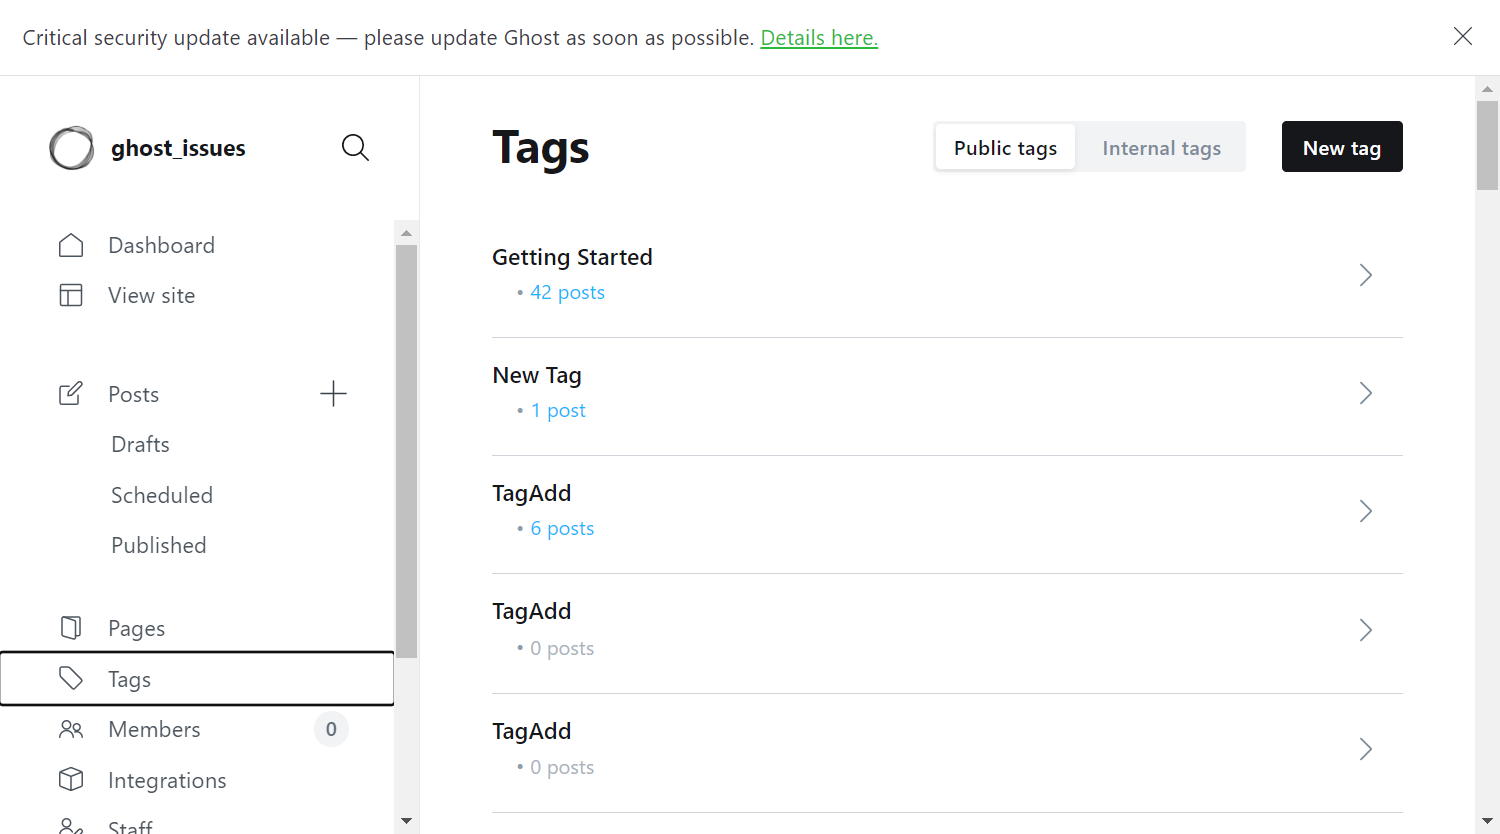 Critical security update available — please update Ghost as soon as possible. Details here.
ghost_issues
Dashboard
View site
Posts
Drafts
Scheduled
Published
Pages
Tags
Members 0
Integrations
Staff
Tags
Public tags
Internal tags
New tag
Getting Started
• 42 posts
New Tag
• 1 post
TagAdd
• 6 posts
TagAdd
• 0 posts
TagAdd
• 0 posts